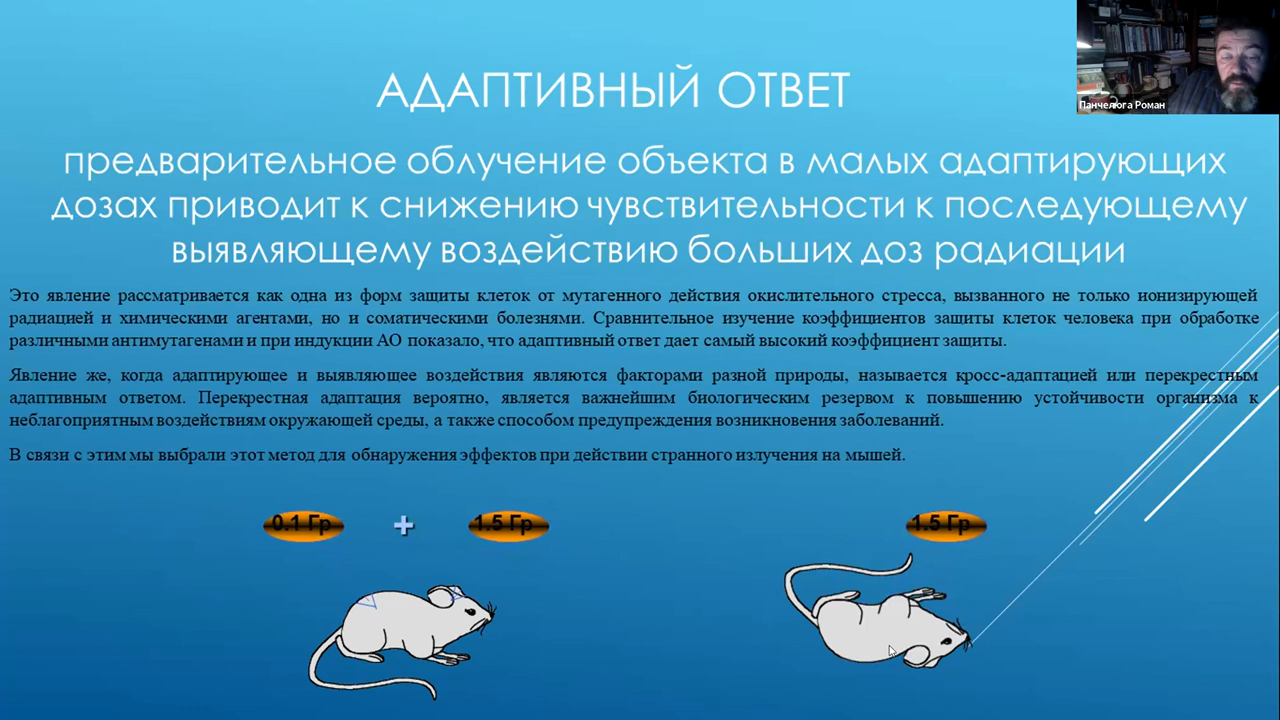 АДАПТИВНЫЙ ОТВЕТ
Панчелюга Роман
предварительное облучение объекта в малых адаптирующих
дозах приводит к снижению чувствительности к последующему
выявляющему воздействию больших доз радиации
Это явление рассматривается как одна из форм защиты клеток от мутагенного действия окислительного стресса, вызванного не только ионизирующей
радиацией и химическими агентами, но и соматическими болезнями. Сравнительное изучение коэффициентов защиты клеток человека при обработке
различными антимутагенами и при индукции АО показало, что адаптивный ответ дает самый высокий коэффициент защиты.
Явление же, когда адаптирующее и выявляющее воздействия являются факторами разной природы, называется кросс-адаптацией или перекрестным
адаптивным ответом. Перекрестная адаптация вероятно, является важнейшим биологическим резервом к повышению устойчивости организма к
неблагоприятным воздействиям окружающей среды, а также способом предупреждения возникновения заболеваний.
В связи с этим мы выбрали этот метод для обнаружения эффектов при действии странного излучения на мышей.
0.1 Гр + 1.5 Гр 1.5 Гр